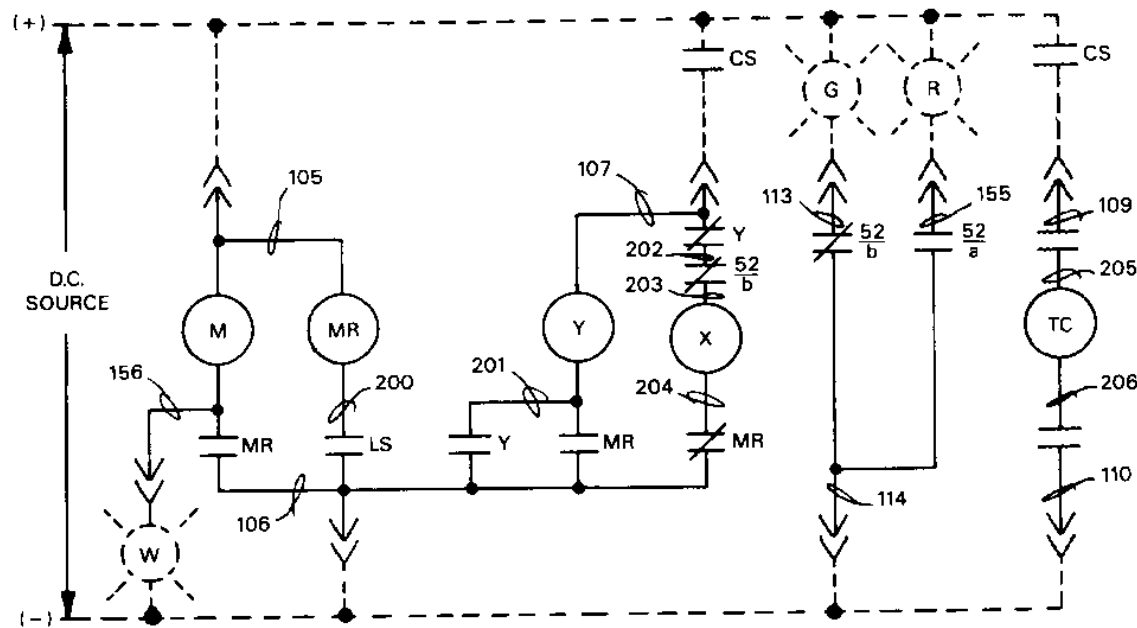 (+)
CS
G
R
CS
105
107
113
155
109
Y
52
b
52
a
202
52
b
203
205
D.C.
SOURCE
M
MR
Y
X
TC
156
200
201
204
206
MR
LS
Y
MR
MR
106
114
110
W
(-)